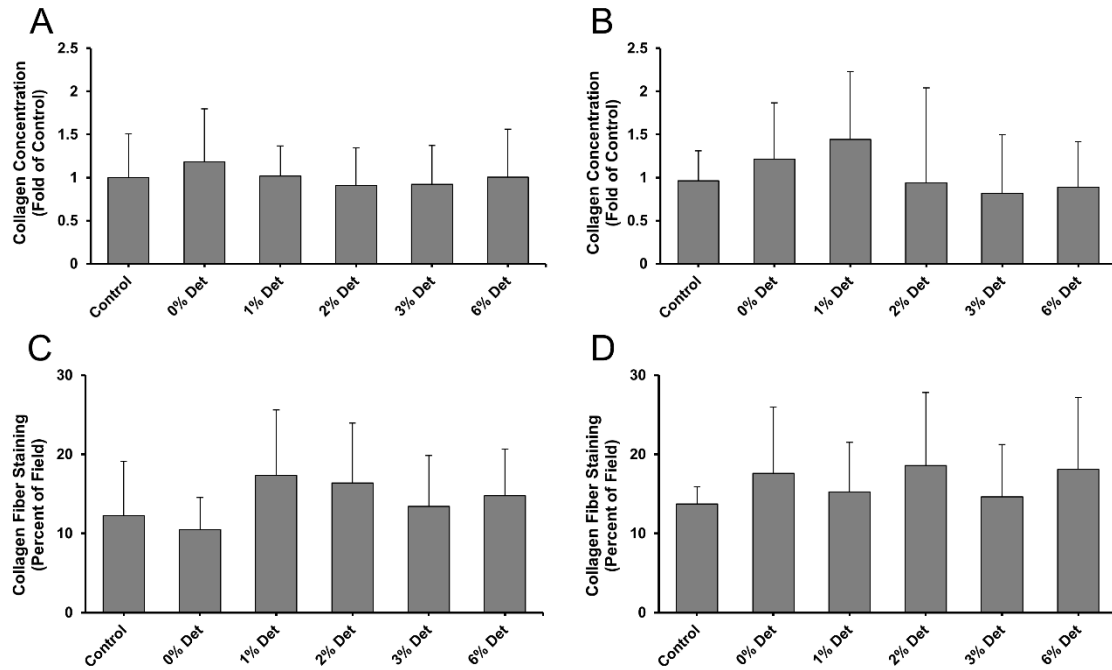 A
Collagen Concentration
(Fold of Control)
2.5
2
1.5
1
0.5
0
Control
0% Det
1% Det
2% Det
3% Det
6% Det
B
Collagen Concentration
(Fold of Control)
2.5
2
1.5
1
0.5
0
Control
0% Det
1% Det
2% Det
3% Det
6% Det
C
Collagen Fiber Staining
(Percent of Field)
30
20
10
0
Control
0% Det
1% Det
2% Det
3% Det
6% Det
D
Collagen Fiber Staining
(Percent of Field)
30
20
10
0
Control
0% Det
1% Det
2% Det
3% Det
6% Det